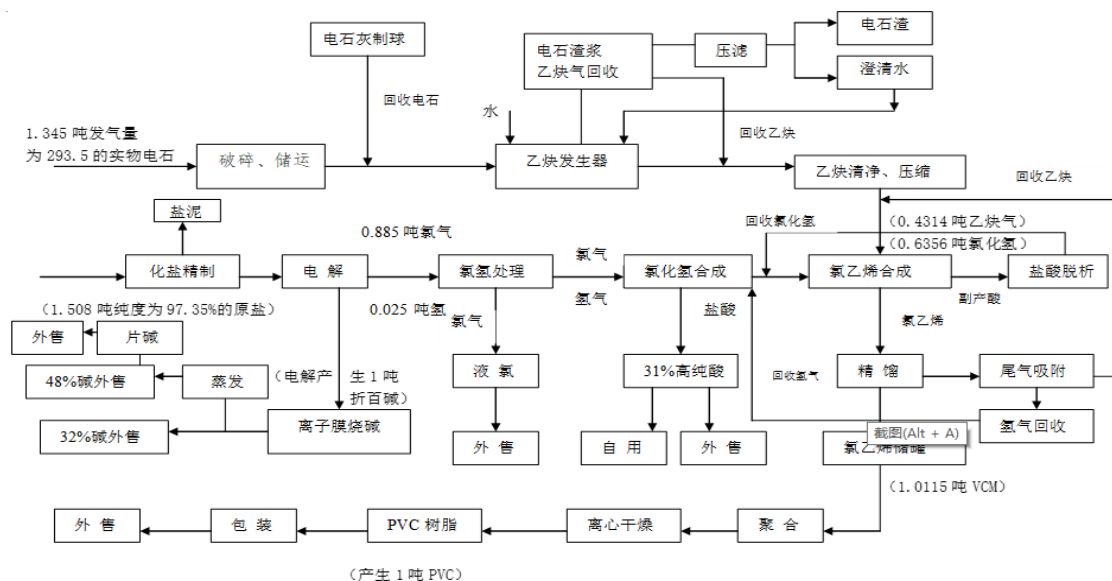 电石灰制球
电石渣浆
乙炔气回收
压滤
电石渣
澄清水
回收电石
水
回收乙炔
1.345 吨发气量
为 293.5 的实物电石
破碎、储运
乙炔发生器
乙炔清净、压缩
回收乙炔
盐泥
0.885 吨氯气
回收氯化氢
（0.4314 吨乙炔气）
（0.6356 吨氯化氢）
化盐精制
电 解
氯氢处理
氯气
氢气
氯化氢合成
氯乙烯合成
盐酸脱析
副产酸
（1.508 吨纯度为 97.35%的原盐）
0.025 吨氢
氯气
盐酸
氯乙烯
外售
片碱
48%碱外售
蒸发
（电解产
生 1 吨
折百碱）
液 氯
31%高纯酸
回收氢气
精 馏
尾气吸附
32%碱外售
离子膜烧碱
外 售
自 用
外 售
截图(Alt + A)
氢气回收
氯乙烯储罐
（1.0115 吨 VCM）
外 售
包 装
PVC 树脂
离心干燥
聚 合
（产生 1 吨 PVC）